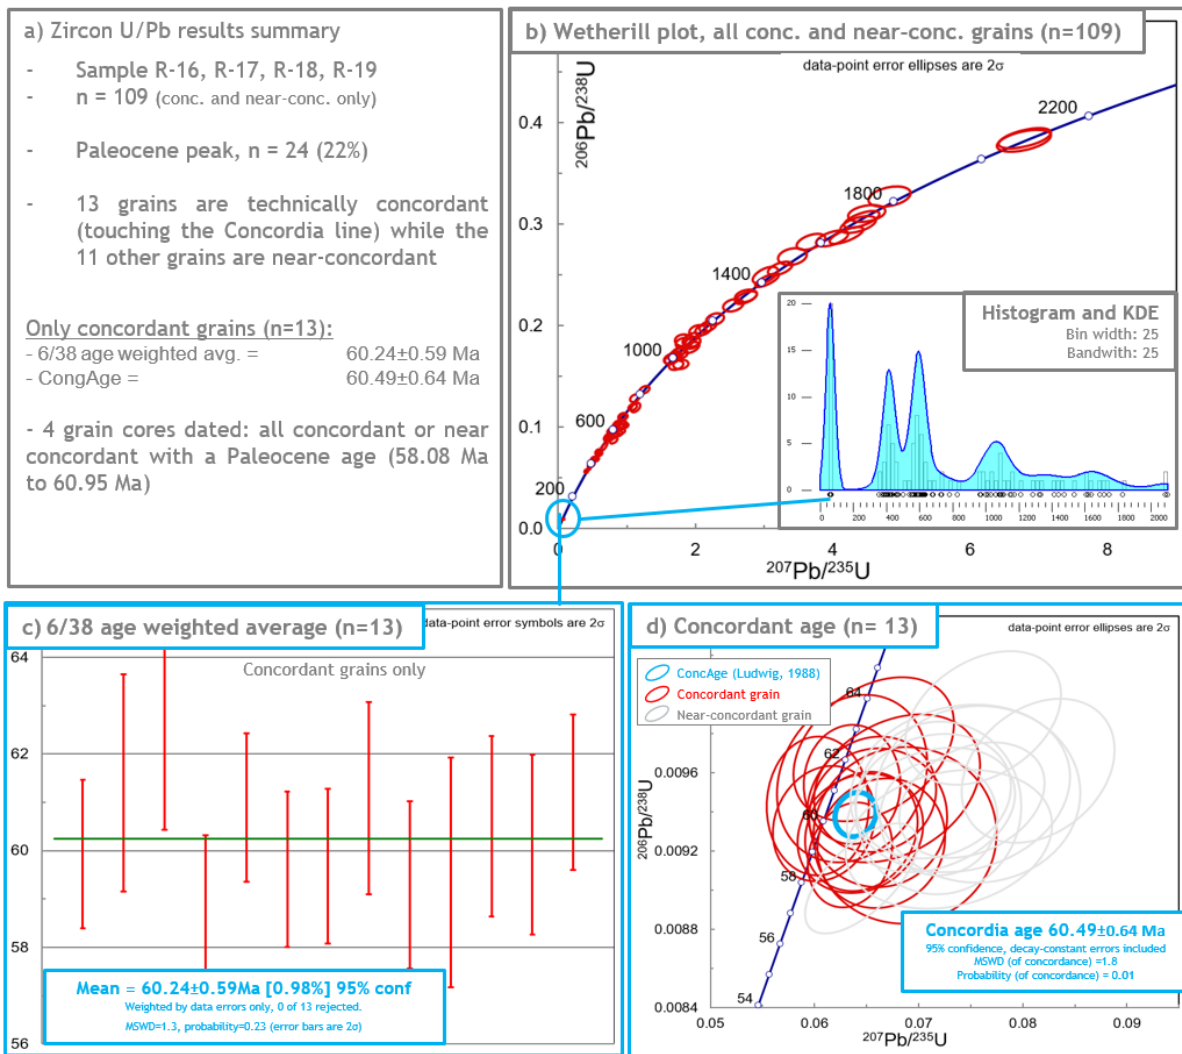 a) Zircon U/Pb results summary
- Sample R-16, R-17, R-18, R-19
- n = 109 (conc. and near-conc. only)
- Paleocene peak, n = 24 (22%)
- 13 grains are technically concordant
(touching the Concordia line) while the
11 other grains are near-concordant
Only concordant grains (n=13):
- 6/38 age weighted avg. = 60.24±0.59 Ma
- CongAge = 60.49±0.64 Ma
- 4 grain cores dated: all concordant or near
concordant with a Paleocene age (58.08 Ma
to 60.95 Ma)
b) Wetherill plot, all conc. and near-conc. grains (n=109)
data-point error ellipses are 2σ
206Pb/238U
0.4
0.3
0.2
0.1
0.0
2200
1800
1400
1000
600
200
0 2 4 6 8
207Pb/235U
Histogram and KDE
Bin width: 25
Bandwith: 25
20
15
10
5
0
0 200 400 600 800 1000 1200 1400 1600 1800 2000
c) 6/38 age weighted average (n=13)
data-point error symbols are 2σ
Concordant grains only
64
62
60
58
56
Mean = 60.24±0.59Ma [0.98%] 95% conf
Weighted by data errors only, 0 of 13 rejected.
MSWD=1.3, probability=0.23 (error bars are 2σ)
d) Concordant age (n= 13)
data-point error ellipses are 2σ
ConcAge (Ludwig, 1988)
Concordant grain
Near-concordant grain
206Pb/238U
0.0096
0.0092
0.0088
0.0084
64
62
60
58
56
54
Concordia age 60.49±0.64 Ma
95% confidence, decay-constant errors included
MSWD (of concordance) =1.8
Probability (of concordance) = 0.01
0.05 0.06 0.07 0.08 0.09
207Pb/235U